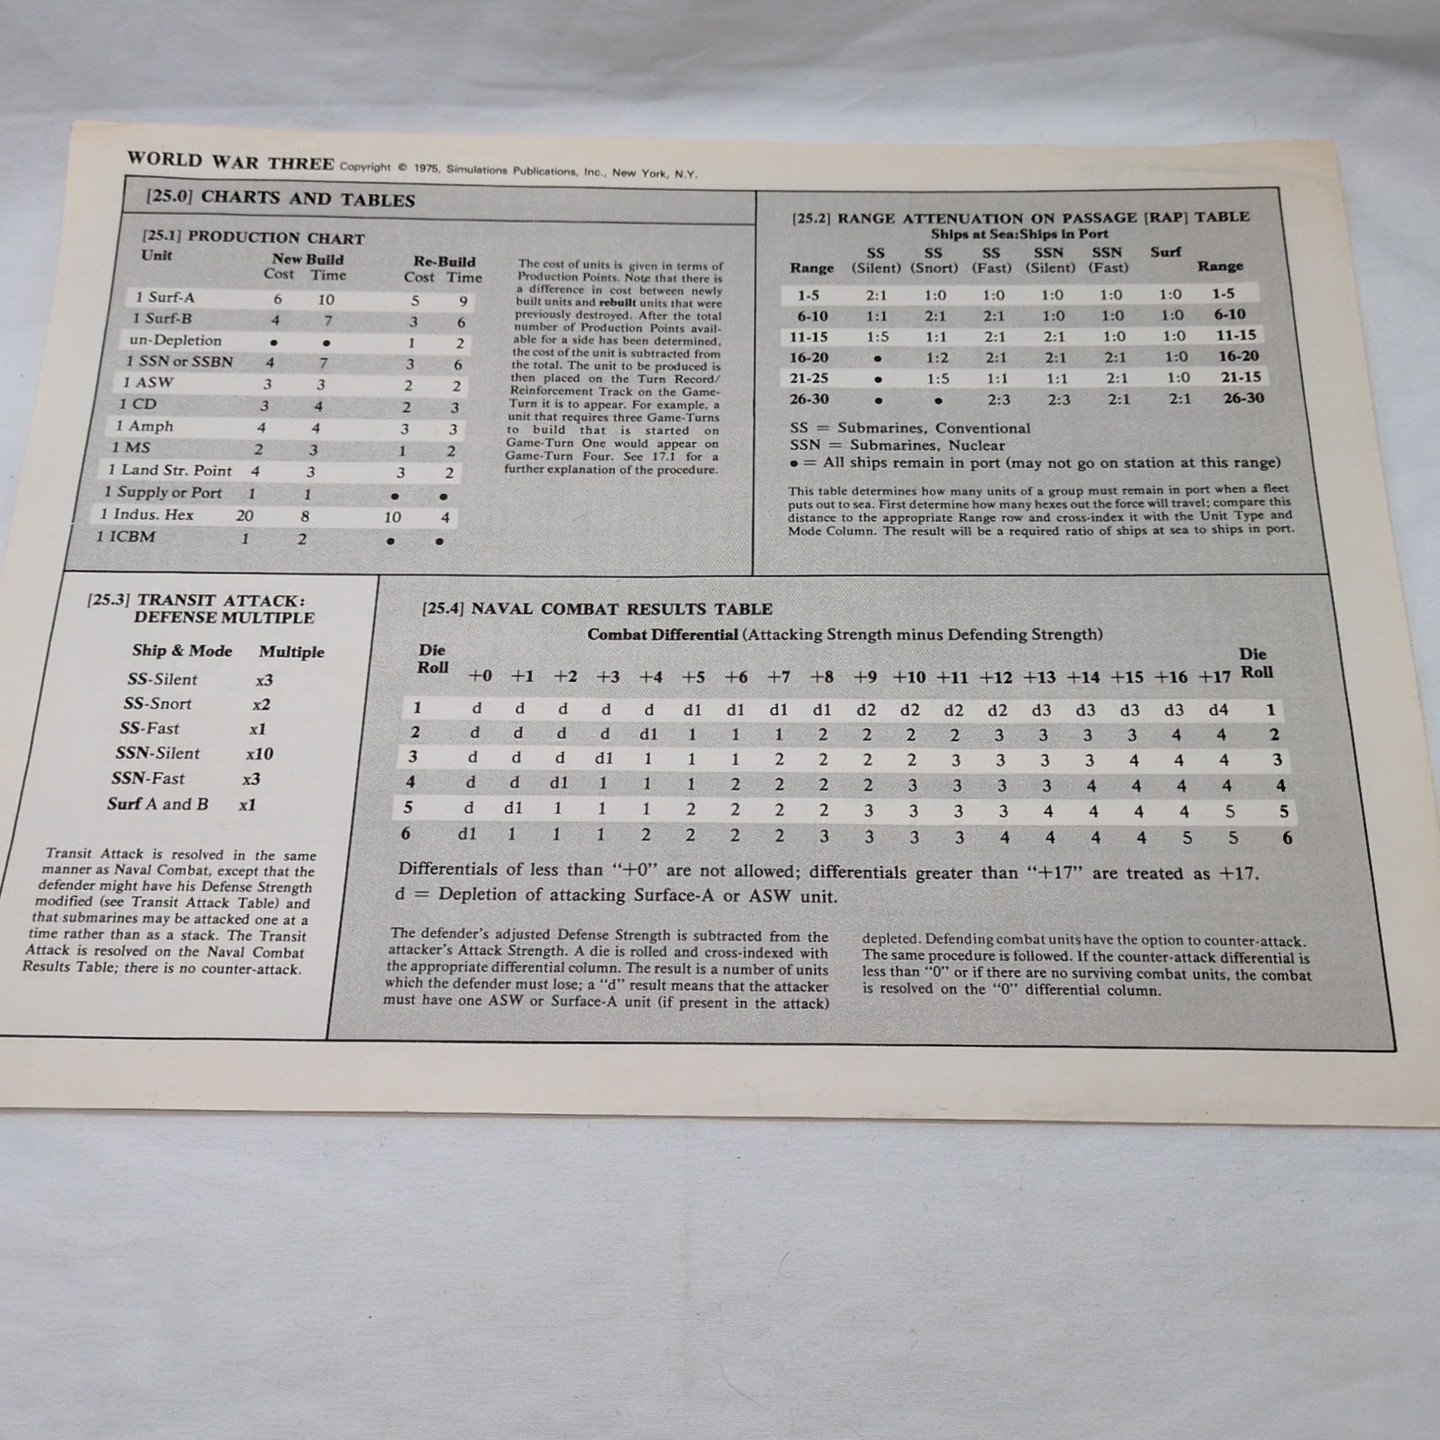 WORLD WAR THREE Copyright © 1975, Simulations Publications, Inc., New York, N.Y.
[25.0] CHARTS AND TABLES
[25.1] PRODUCTION CHART
Unit New Build Re-Build
Cost Time Cost Time
1 Surf-A 6 10 5 9
1 Surf-B 4 7 3 6
un-Depletion • • 1 2
1 SSN or SSBN 4 7 3 6
1 ASW 3 3 2 2
1 CD 3 4 2 3
1 Amph 4 4 3 3
1 MS 2 3 1 2
1 Land Str. Point 4 3 3 2
1 Supply or Port 1 1 • •
1 Indus. Hex 20 8 10 4
1 ICBM 1 2 • •
The cost of units is given in terms of
Production Points. Note that there is
a difference in cost between newly
built units and rebuilt units that were
previously destroyed. After the total
number of Production Points avail-
able for a side has been determined,
the cost of the unit is subtracted from
the total. The unit to be produced is
then placed on the Turn Record/
Reinforcement Track on the Game-
Turn it is to appear. For example, a
unit that requires three Game-Turns
to build that is started on
Game-Turn One would appear on
Game-Turn Four. See 17.1 for a
further explanation of the procedure.
[25.2] RANGE ATTENUATION ON PASSAGE [RAP] TABLE
Ships at Sea:Ships in Port
SS SS SS SSN SSN Surf
Range (Silent) (Snort) (Fast) (Silent) (Fast) Range
1-5 2:1 1:0 1:0 1:0 1:0 1:0 1-5
6-10 1:1 2:1 2:1 1:0 1:0 1:0 6-10
11-15 1:5 1:1 2:1 2:1 1:0 1:0 11-15
16-20 • 1:2 2:1 2:1 2:1 1:0 16-20
21-25 • 1:5 1:1 1:1 2:1 1:0 21-15
26-30 • • 2:3 2:3 2:1 2:1 26-30
SS = Submarines, Conventional
SSN = Submarines, Nuclear
• = All ships remain in port (may not go on station at this range)
This table determines how many units of a group must remain in port when a fleet
puts out to sea. First determine how many hexes out the force will travel; compare this
distance to the appropriate Range row and cross-index it with the Unit Type and
Mode Column. The result will be a required ratio of ships at sea to ships in port.
[25.3] TRANSIT ATTACK:
DEFENSE MULTIPLE
Ship & Mode Multiple
SS-Silent x3
SS-Snort x2
SS-Fast x1
SSN-Silent x10
SSN-Fast x3
Surf A and B x1
Transit Attack is resolved in the same
manner as Naval Combat, except that the
defender might have his Defense Strength
modified (see Transit Attack Table) and
that submarines may be attacked one at a
time rather than as a stack. The Transit
Attack is resolved on the Naval Combat
Results Table; there is no counter-attack.
[25.4] NAVAL COMBAT RESULTS TABLE
Combat Differential (Attacking Strength minus Defending Strength)
Die Roll +0 +1 +2 +3 +4 +5 +6 +7 +8 +9 +10 +11 +12 +13 +14 +15 +16 +17 Die Roll
1 d d d d d d1 d1 d1 d1 d2 d2 d2 d2 d3 d3 d3 d3 d4 1
2 d d d d d1 1 1 1 2 2 2 2 3 3 3 3 4 4 2
3 d d d d1 1 1 1 2 2 2 2 3 3 3 3 4 4 4 3
4 d d d1 1 1 1 2 2 2 2 3 3 3 3 4 4 4 4 4
5 d d1 1 1 1 2 2 2 2 3 3 3 3 4 4 4 4 5 5
6 d1 1 1 1 2 2 2 2 3 3 3 3 4 4 4 4 5 5 6
Differentials of less than “+0” are not allowed; differentials greater than “+17” are treated as +17.
d = Depletion of attacking Surface-A or ASW unit.
The defender's adjusted Defense Strength is subtracted from the
attacker's Attack Strength. A die is rolled and cross-indexed with
the appropriate differential column. The result is a number of units
which the defender must lose; a “d” result means that the attacker
must have one ASW or Surface-A unit (if present in the attack)
depleted. Defending combat units have the option to counter-attack.
The same procedure is followed. If the counter-attack differential is
less than “0” or if there are no surviving combat units, the combat
is resolved on the “0” differential column.